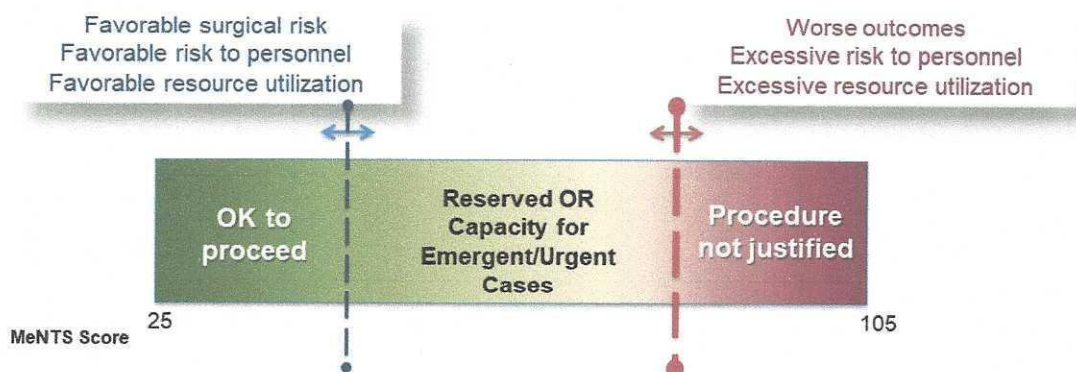 Favorable surgical risk
Favorable risk to personnel
Favorable resource utilization
Worse outcomes
Excessive risk to personnel
Excessive resource utilization
OK to
proceed
Reserved OR
Capacity for
Emergent/Urgent
Cases
Procedure
not justified
25
105
MeNTS Score